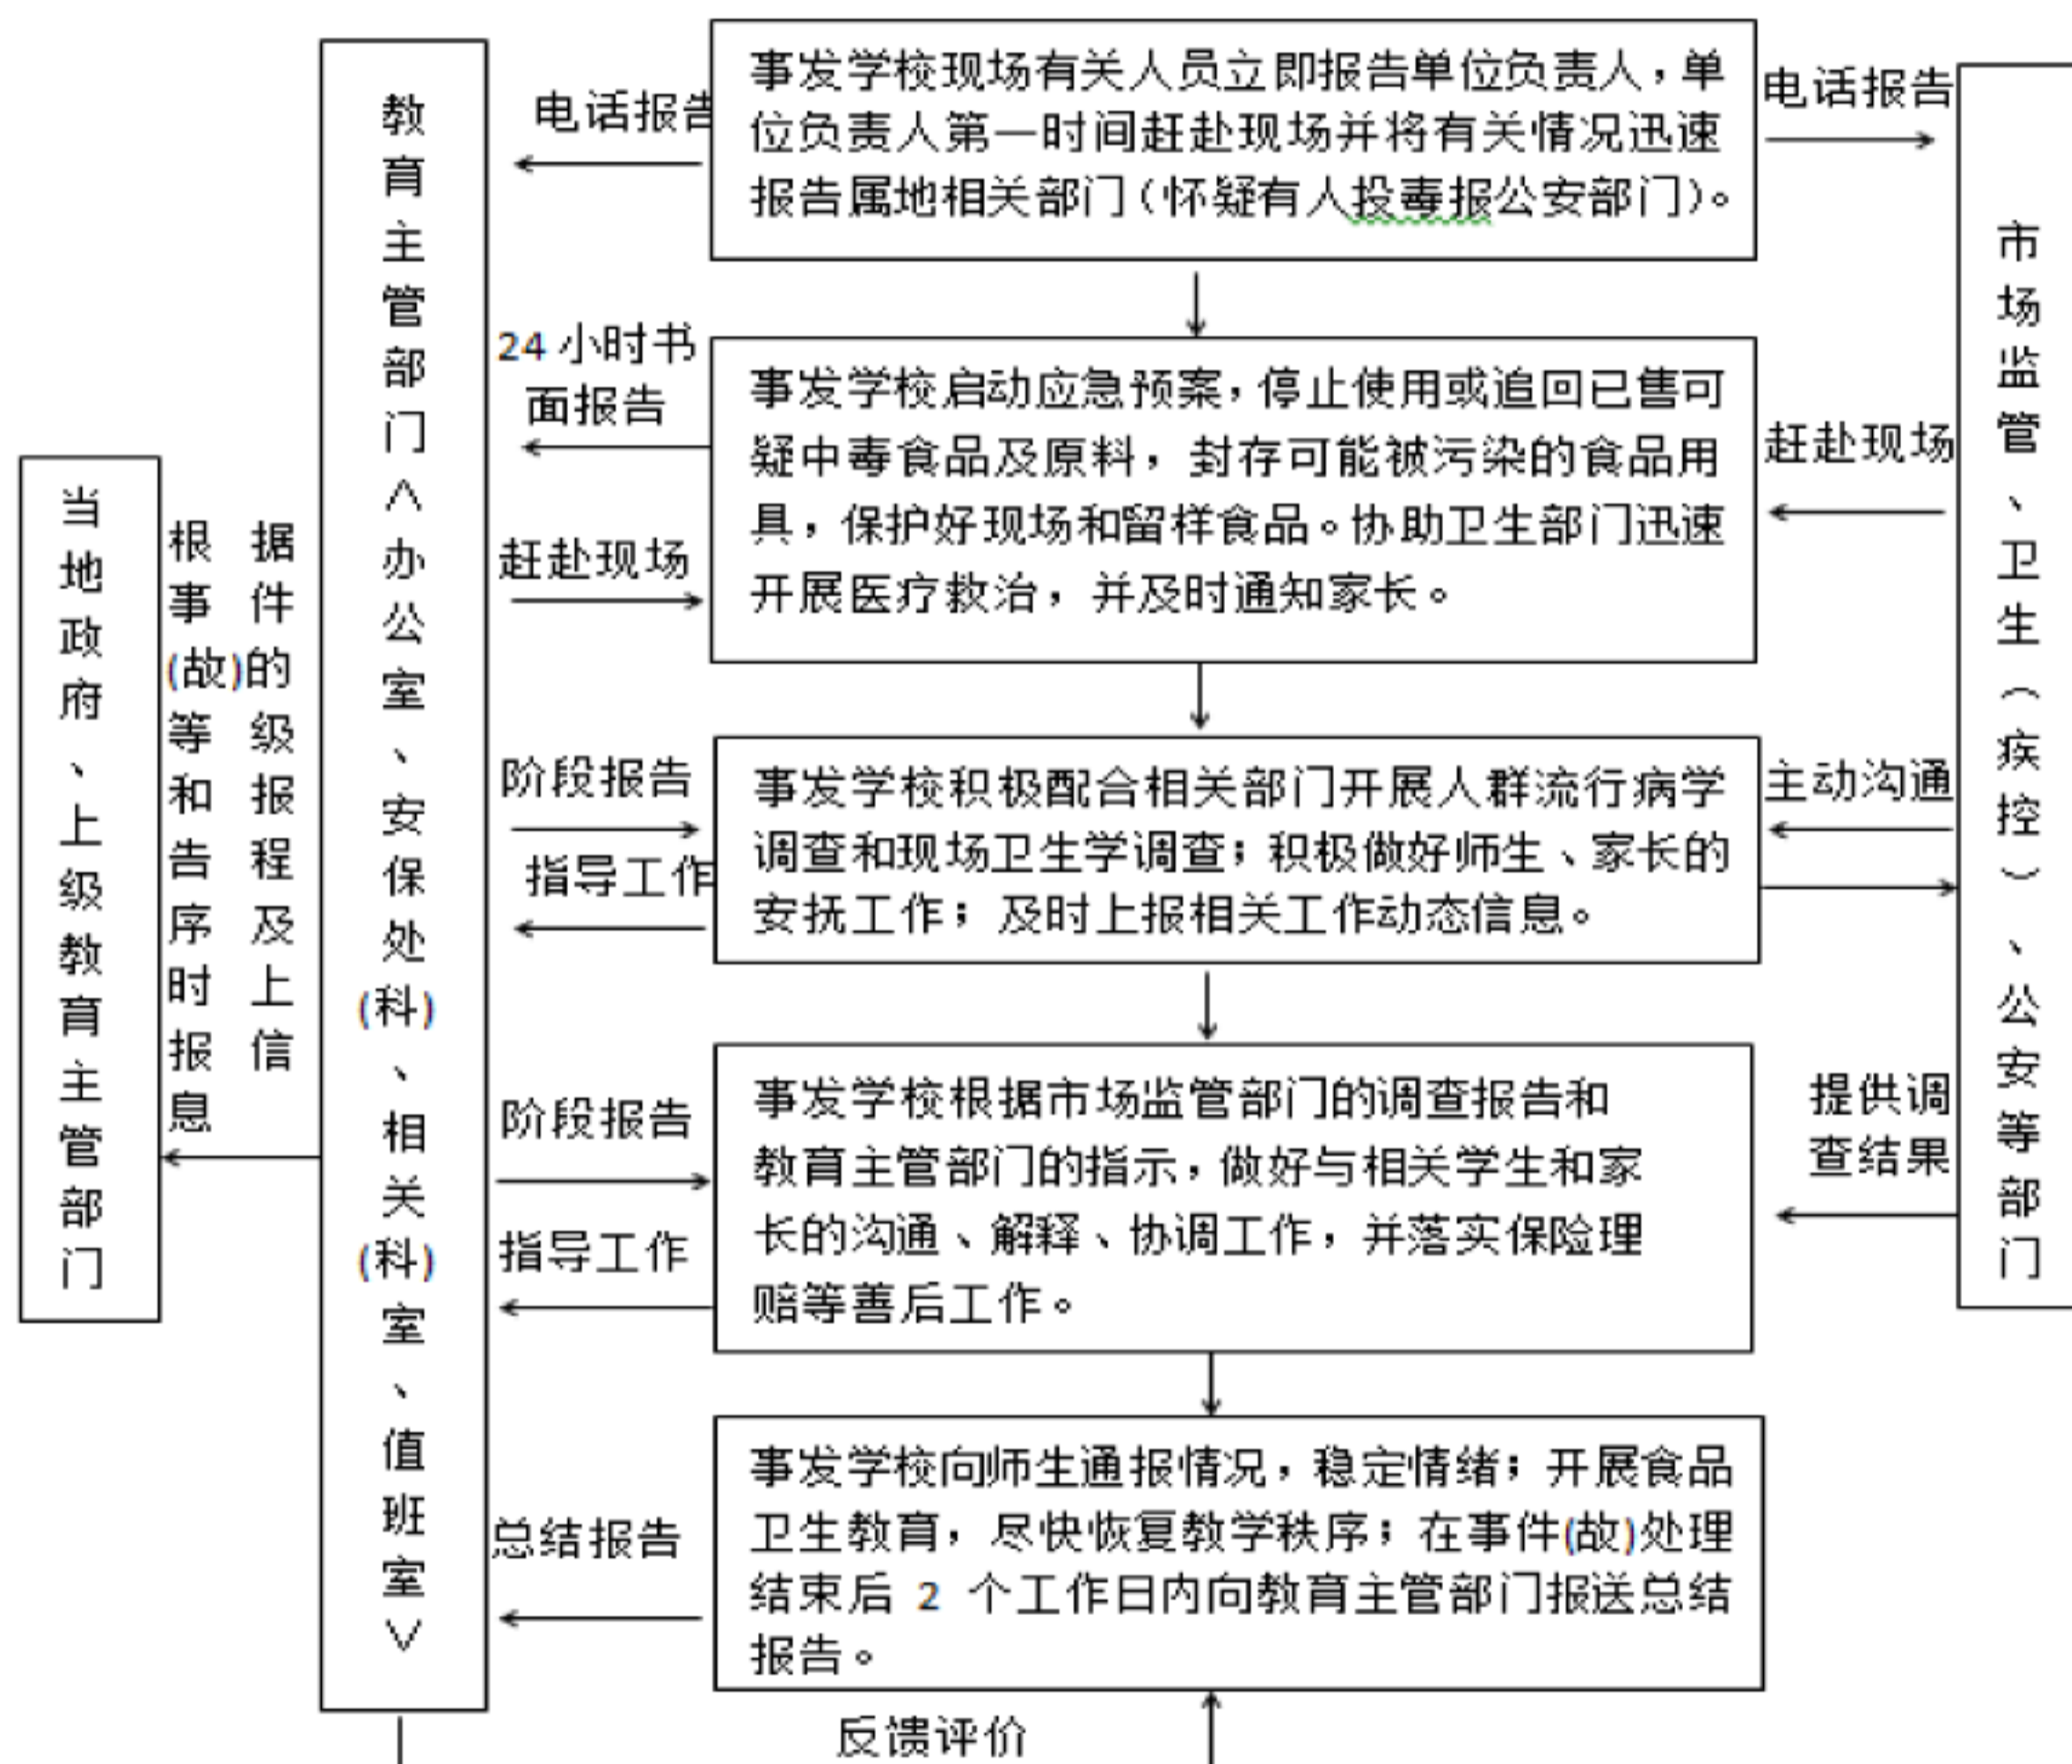 当地政府、上级教育主管部门
根据
事件
(故)的
等级
和报
告程
序及
时上
报信
息
教育主管部门︿办公室、安保处(科)、相关(科)室、值班室﹀
电话报告
24 小时书
面报告
赶赴现场
阶段报告
指导工作
阶段报告
指导工作
总结报告
事发学校现场有关人员立即报告单位负责人，单
位负责人第一时间赶赴现场并将有关情况迅速
报告属地相关部门（怀疑有人投毒报公安部门）。
事发学校启动应急预案，停止使用或追回已售可
疑中毒食品及原料，封存可能被污染的食品用
具，保护好现场和留样食品。协助卫生部门迅速
开展医疗救治，并及时通知家长。
事发学校积极配合相关部门开展人群流行病学
调查和现场卫生学调查；积极做好师生、家长的
安抚工作；及时上报相关工作动态信息。
事发学校根据市场监管部门的调查报告和
教育主管部门的指示，做好与相关学生和家
长的沟通、解释、协调工作，并落实保险理
赔等善后工作。
事发学校向师生通报情况，稳定情绪；开展食品
卫生教育，尽快恢复教学秩序；在事件(故)处理
结束后 2 个工作日内向教育主管部门报送总结
报告。
反馈评价
电话报告
赶赴现场
主动沟通
提供调
查结果
市场监管、卫生（疾控）、公安等部门